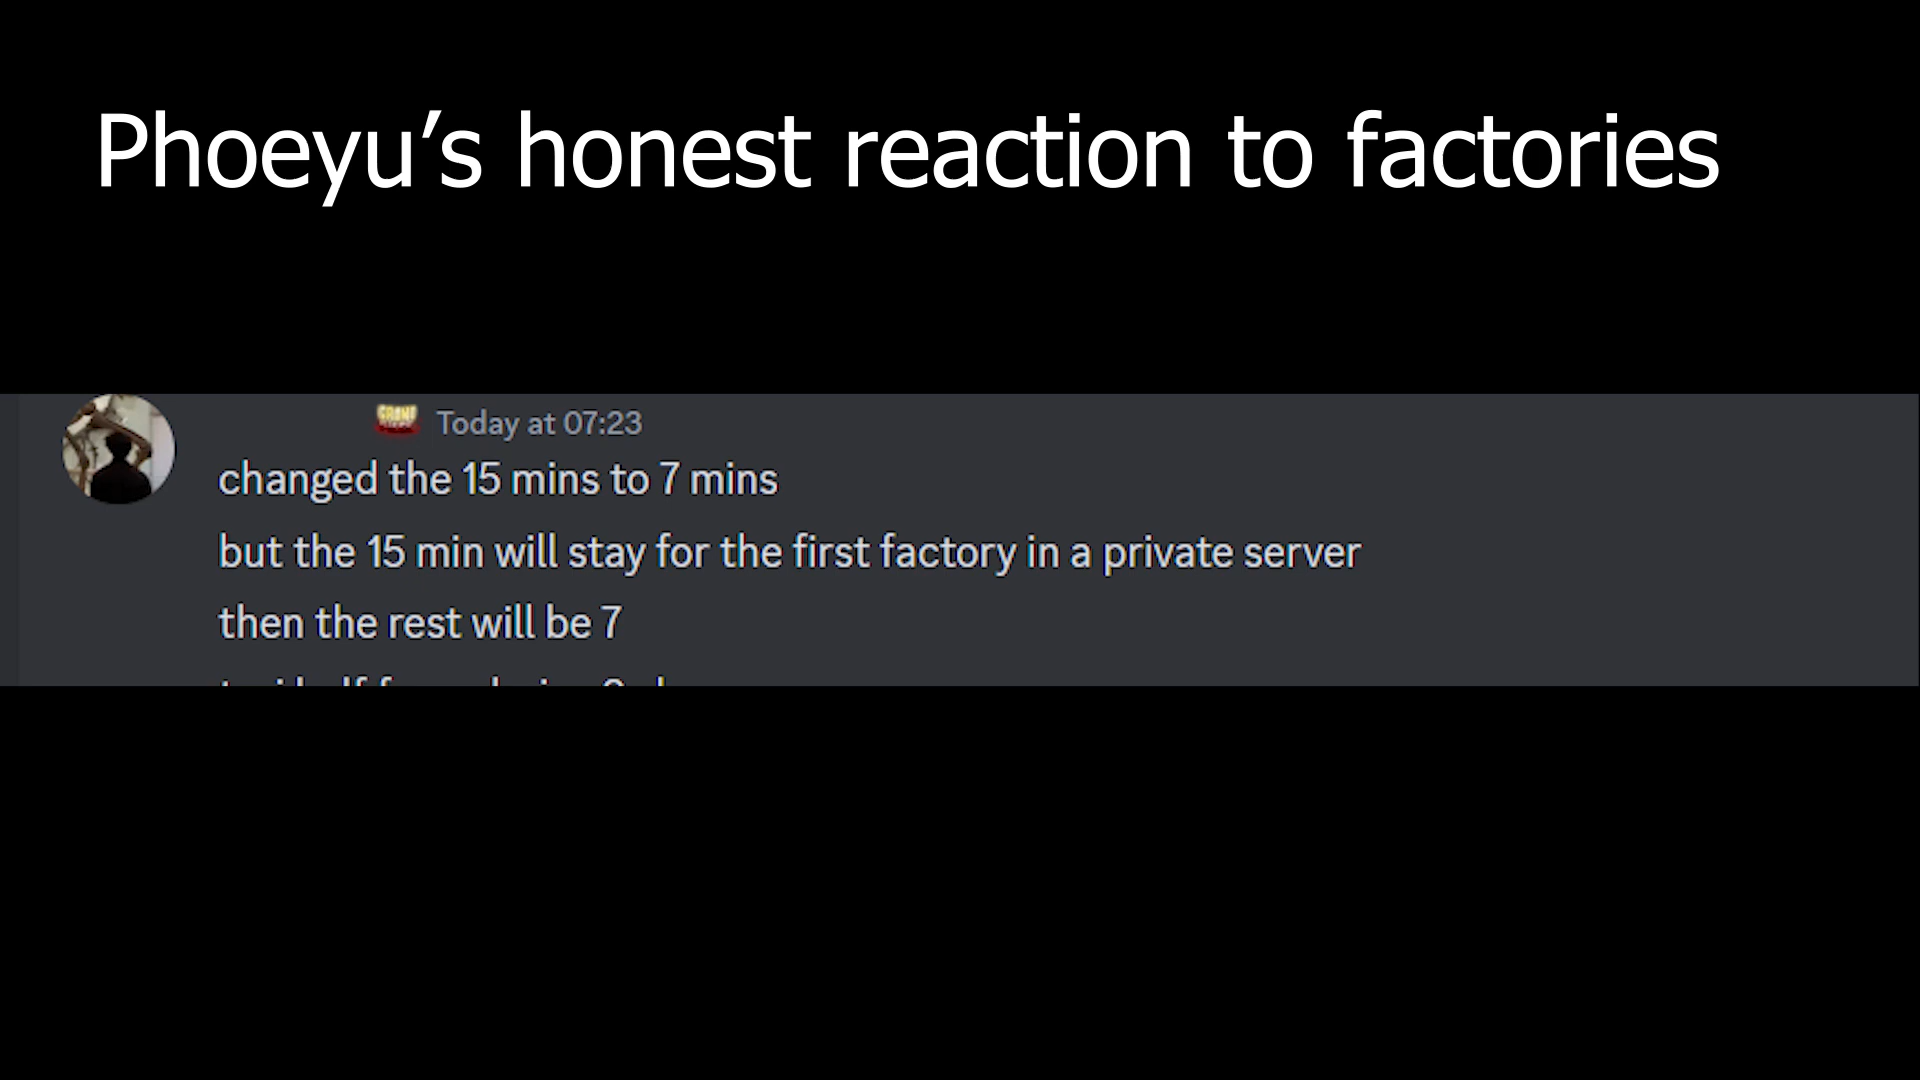 Phoeyu’s honest reaction to factories
Today at 07:23
changed the 15 mins to 7 mins
but the 15 min will stay for the first factory in a private server
then the rest will be 7